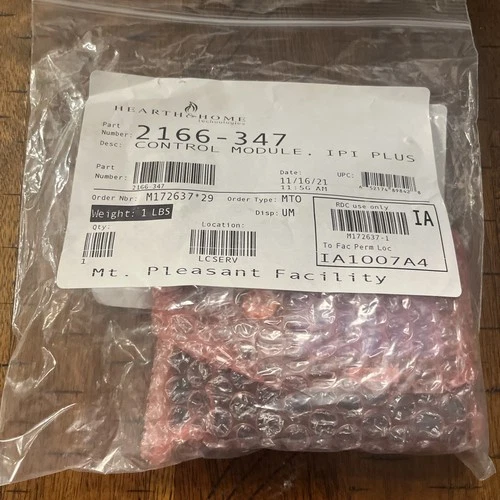 HEARTH & HOME
technologies
Part
Number: 2166-347
Desc: CONTROL MODULE. IPI PLUS
Part
Number:
2166-347
Date:
11/16/21
11:56 AM
UPC:
Order Nbr: M172637*29 Order Type: MTO
Weight: 1 LBS
Disp: UM
Qty:
1
Location:
LCSERV
RDC use only
IA
M172637-1
To Fac Perm Loc
IA1007A4
Mt. Pleasant Facility